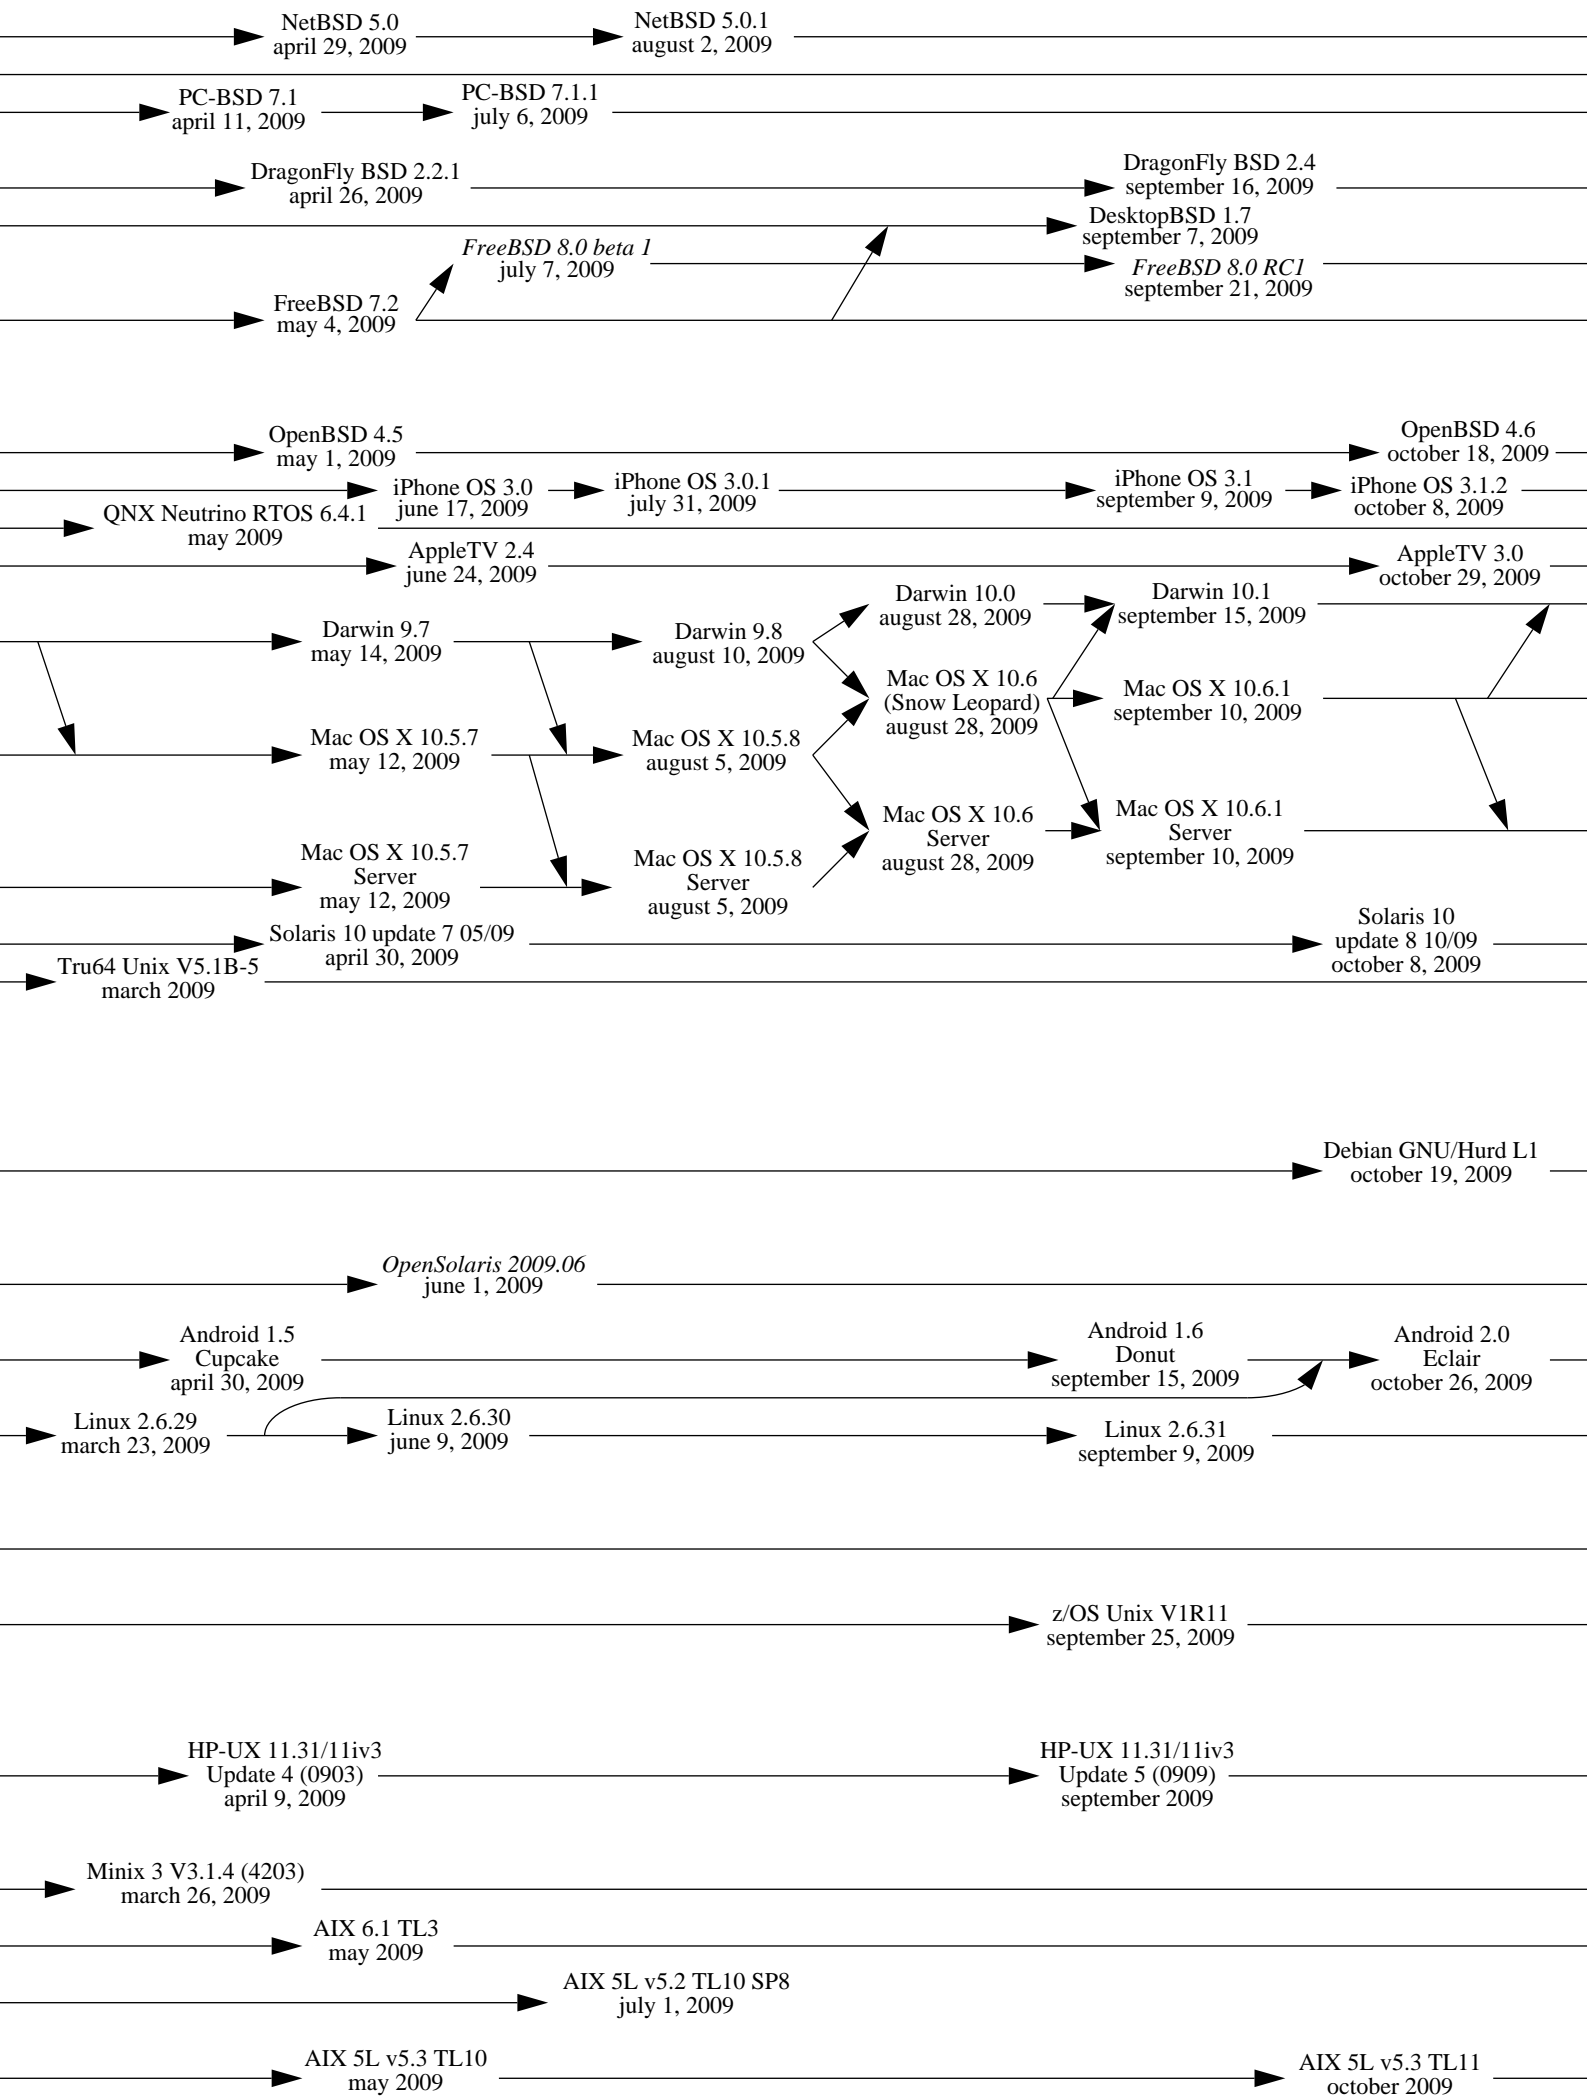 NetBSD 5.0
april 29, 2009
NetBSD 5.0.1
august 2, 2009
PC-BSD 7.1
april 11, 2009
PC-BSD 7.1.1
july 6, 2009
DragonFly BSD 2.2.1
april 26, 2009
DragonFly BSD 2.4
september 16, 2009
DesktopBSD 1.7
september 7, 2009
FreeBSD 8.0 beta 1
july 7, 2009
FreeBSD 8.0 RC1
september 21, 2009
FreeBSD 7.2
may 4, 2009
OpenBSD 4.5
may 1, 2009
OpenBSD 4.6
october 18, 2009
iPhone OS 3.0
june 17, 2009
iPhone OS 3.0.1
july 31, 2009
iPhone OS 3.1
september 9, 2009
iPhone OS 3.1.2
october 8, 2009
QNX Neutrino RTOS 6.4.1
may 2009
AppleTV 2.4
june 24, 2009
AppleTV 3.0
october 29, 2009
Darwin 10.0
august 28, 2009
Darwin 10.1
september 15, 2009
Darwin 9.7
may 14, 2009
Darwin 9.8
august 10, 2009
Mac OS X 10.6
(Snow Leopard)
august 28, 2009
Mac OS X 10.6.1
september 10, 2009
Mac OS X 10.5.7
may 12, 2009
Mac OS X 10.5.8
august 5, 2009
Mac OS X 10.6
Server
august 28, 2009
Mac OS X 10.6.1
Server
september 10, 2009
Mac OS X 10.5.7
Server
may 12, 2009
Mac OS X 10.5.8
Server
august 5, 2009
Solaris 10 update 7 05/09
april 30, 2009
Solaris 10
update 8 10/09
october 8, 2009
Tru64 Unix V5.1B-5
march 2009
Debian GNU/Hurd L1
october 19, 2009
OpenSolaris 2009.06
june 1, 2009
Android 1.5
Cupcake
april 30, 2009
Android 1.6
Donut
september 15, 2009
Android 2.0
Eclair
october 26, 2009
Linux 2.6.29
march 23, 2009
Linux 2.6.30
june 9, 2009
Linux 2.6.31
september 9, 2009
z/OS Unix V1R11
september 25, 2009
HP-UX 11.31/11iv3
Update 4 (0903)
april 9, 2009
HP-UX 11.31/11iv3
Update 5 (0909)
september 2009
Minix 3 V3.1.4 (4203)
march 26, 2009
AIX 6.1 TL3
may 2009
AIX 5L v5.2 TL10 SP8
july 1, 2009
AIX 5L v5.3 TL10
may 2009
AIX 5L v5.3 TL11
october 2009